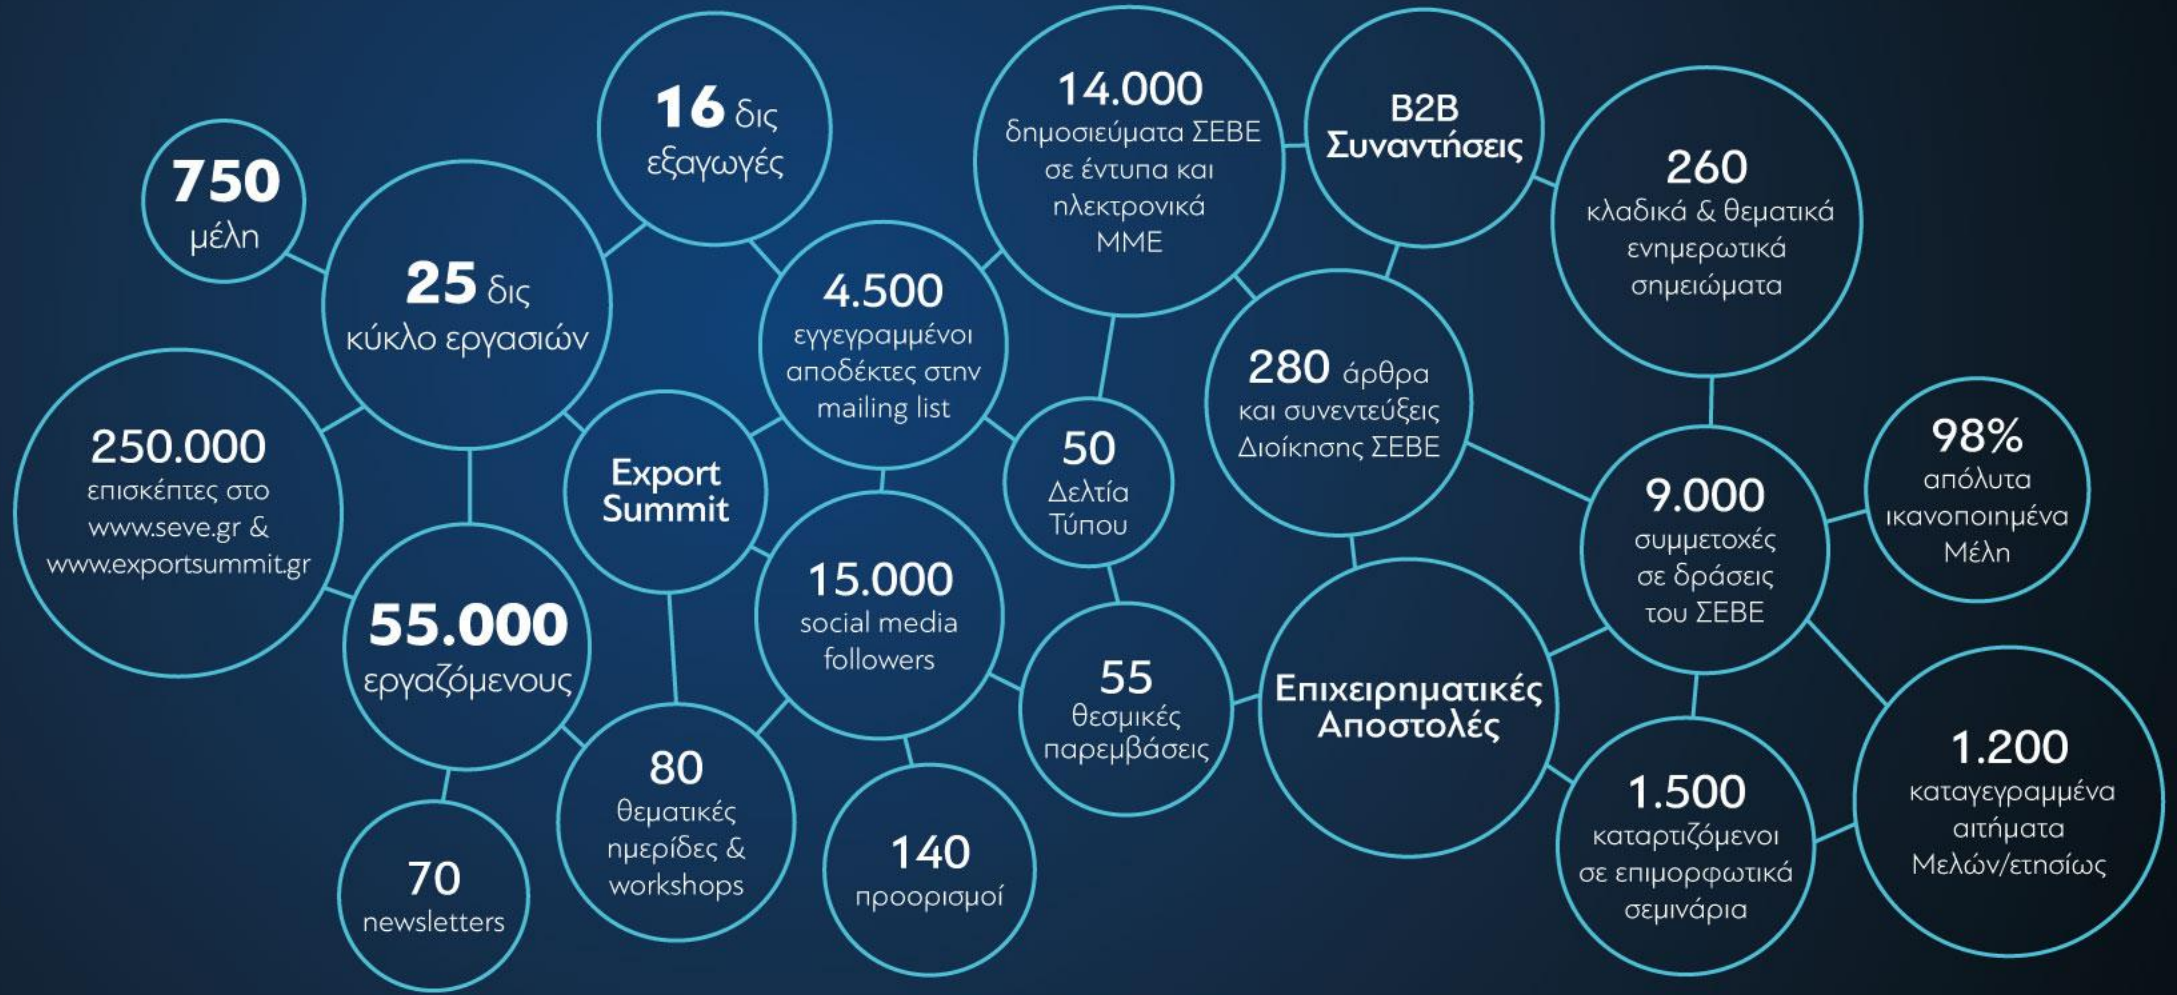 750
μέλη
25 δις
κύκλο εργασιών
16 δις
εξαγωγές
250.000
επισκέπτες στο
www.seve.gr &
www.exportsummit.gr
55.000
εργαζόμενους
70
newsletters
Export
Summit
80
θεματικές
ημερίδες &
workshops
4.500
εγγεγραμμένοι
αποδέκτες στην
mailing list
15.000
social media
followers
140
προορισμοί
14.000
δημοσιεύματα ΣΕΒΕ
σε έντυπα και
ηλεκτρονικά
ΜΜΕ
50
Δελτία
Τύπου
55
θεσμικές
παρεμβάσεις
B2B
Συναντήσεις
280 άρθρα
και συνεντεύξεις
Διοίκησης ΣΕΒΕ
Επιχειρηματικές
Αποστολές
260
κλαδικά & θεματικά
ενημερωτικά
σημειώματα
9.000
συμμετοχές
σε δράσεις
του ΣΕΒΕ
98%
απόλυτα
ικανοποιημένα
Μέλη
1.500
καταρτιζόμενοι
σε επιμορφωτικά
σεμινάρια
1.200
καταγεγραμμένα
αιτήματα
Μελών/ετησίως